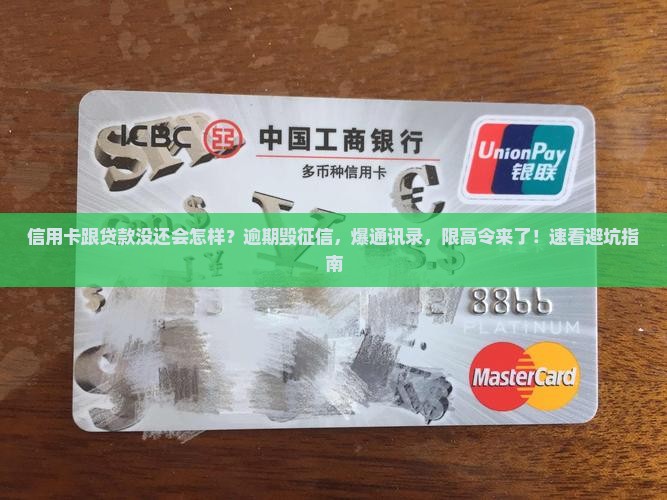 ICBC 中国工商银行
UnionPay
银联
多币种信用卡
信用卡跟贷款没还会怎样？逾期毁征信，爆通讯录，限高令来了！速看避坑指
南
8866
PLATINUM
MasterCard